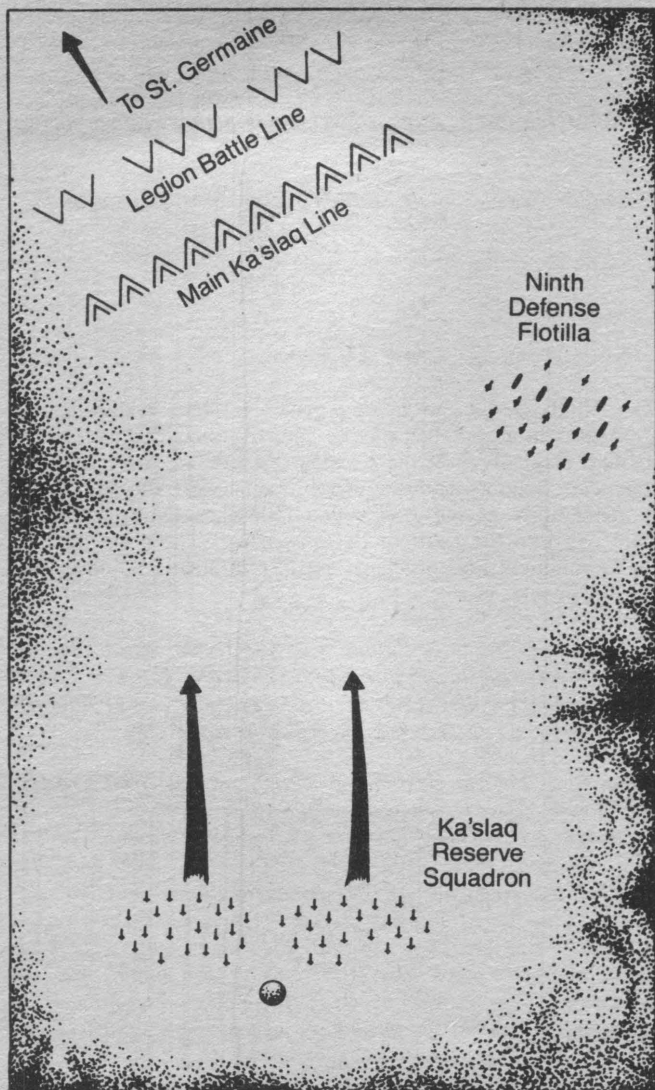 To St. Germaine
Legion Battle Line
Main Ka'slaq Line
Ninth
Defense
Flotilla
Ka'slaq
Reserve
Squadron